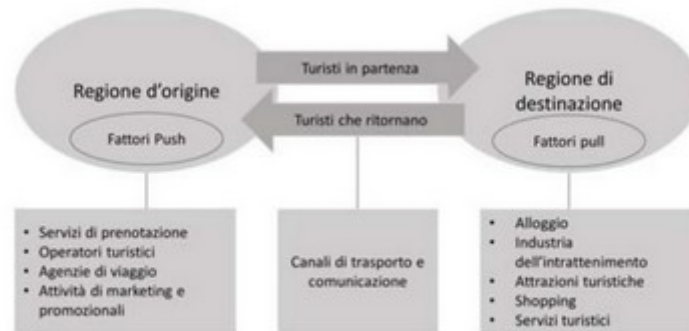 Turisti in partenza
Regione d'origine
Regione di
destinazione
Turisti che ritornano
Fattori Push
Fattori pull
• Servizi di prenotazione
• Operatori turistici
• Agenzie di viaggio
• Attività di marketing e
promozionali
Canali di trasporto e
comunicazione
• Alloggio
• Industria
dell'intrattenimento
• Attrazioni turistiche
• Shopping
• Servizi turistici